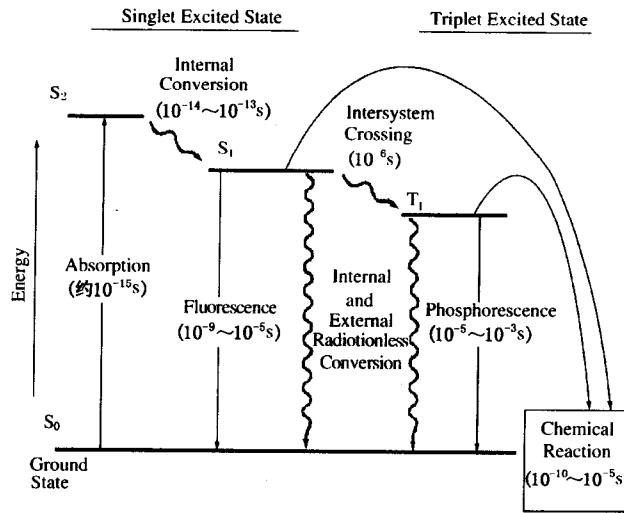 Singlet Excited State
Triplet Excited State
Internal
Conversion
(10⁻¹⁴～10⁻¹³s)
S₂
Intersystem
Crossing
(10⁻⁶s)
S₁
T₁
Energy
Absorption
(约10⁻¹⁵s)
Fluorescence
(10⁻⁹～10⁻⁵s)
Internal
and
External
Radiotionless
Conversion
Phosphorescence
(10⁻⁵～10⁻³s)
S₀
Ground
State
Chemical
Reaction
(10⁻¹⁰～10⁻⁵s)